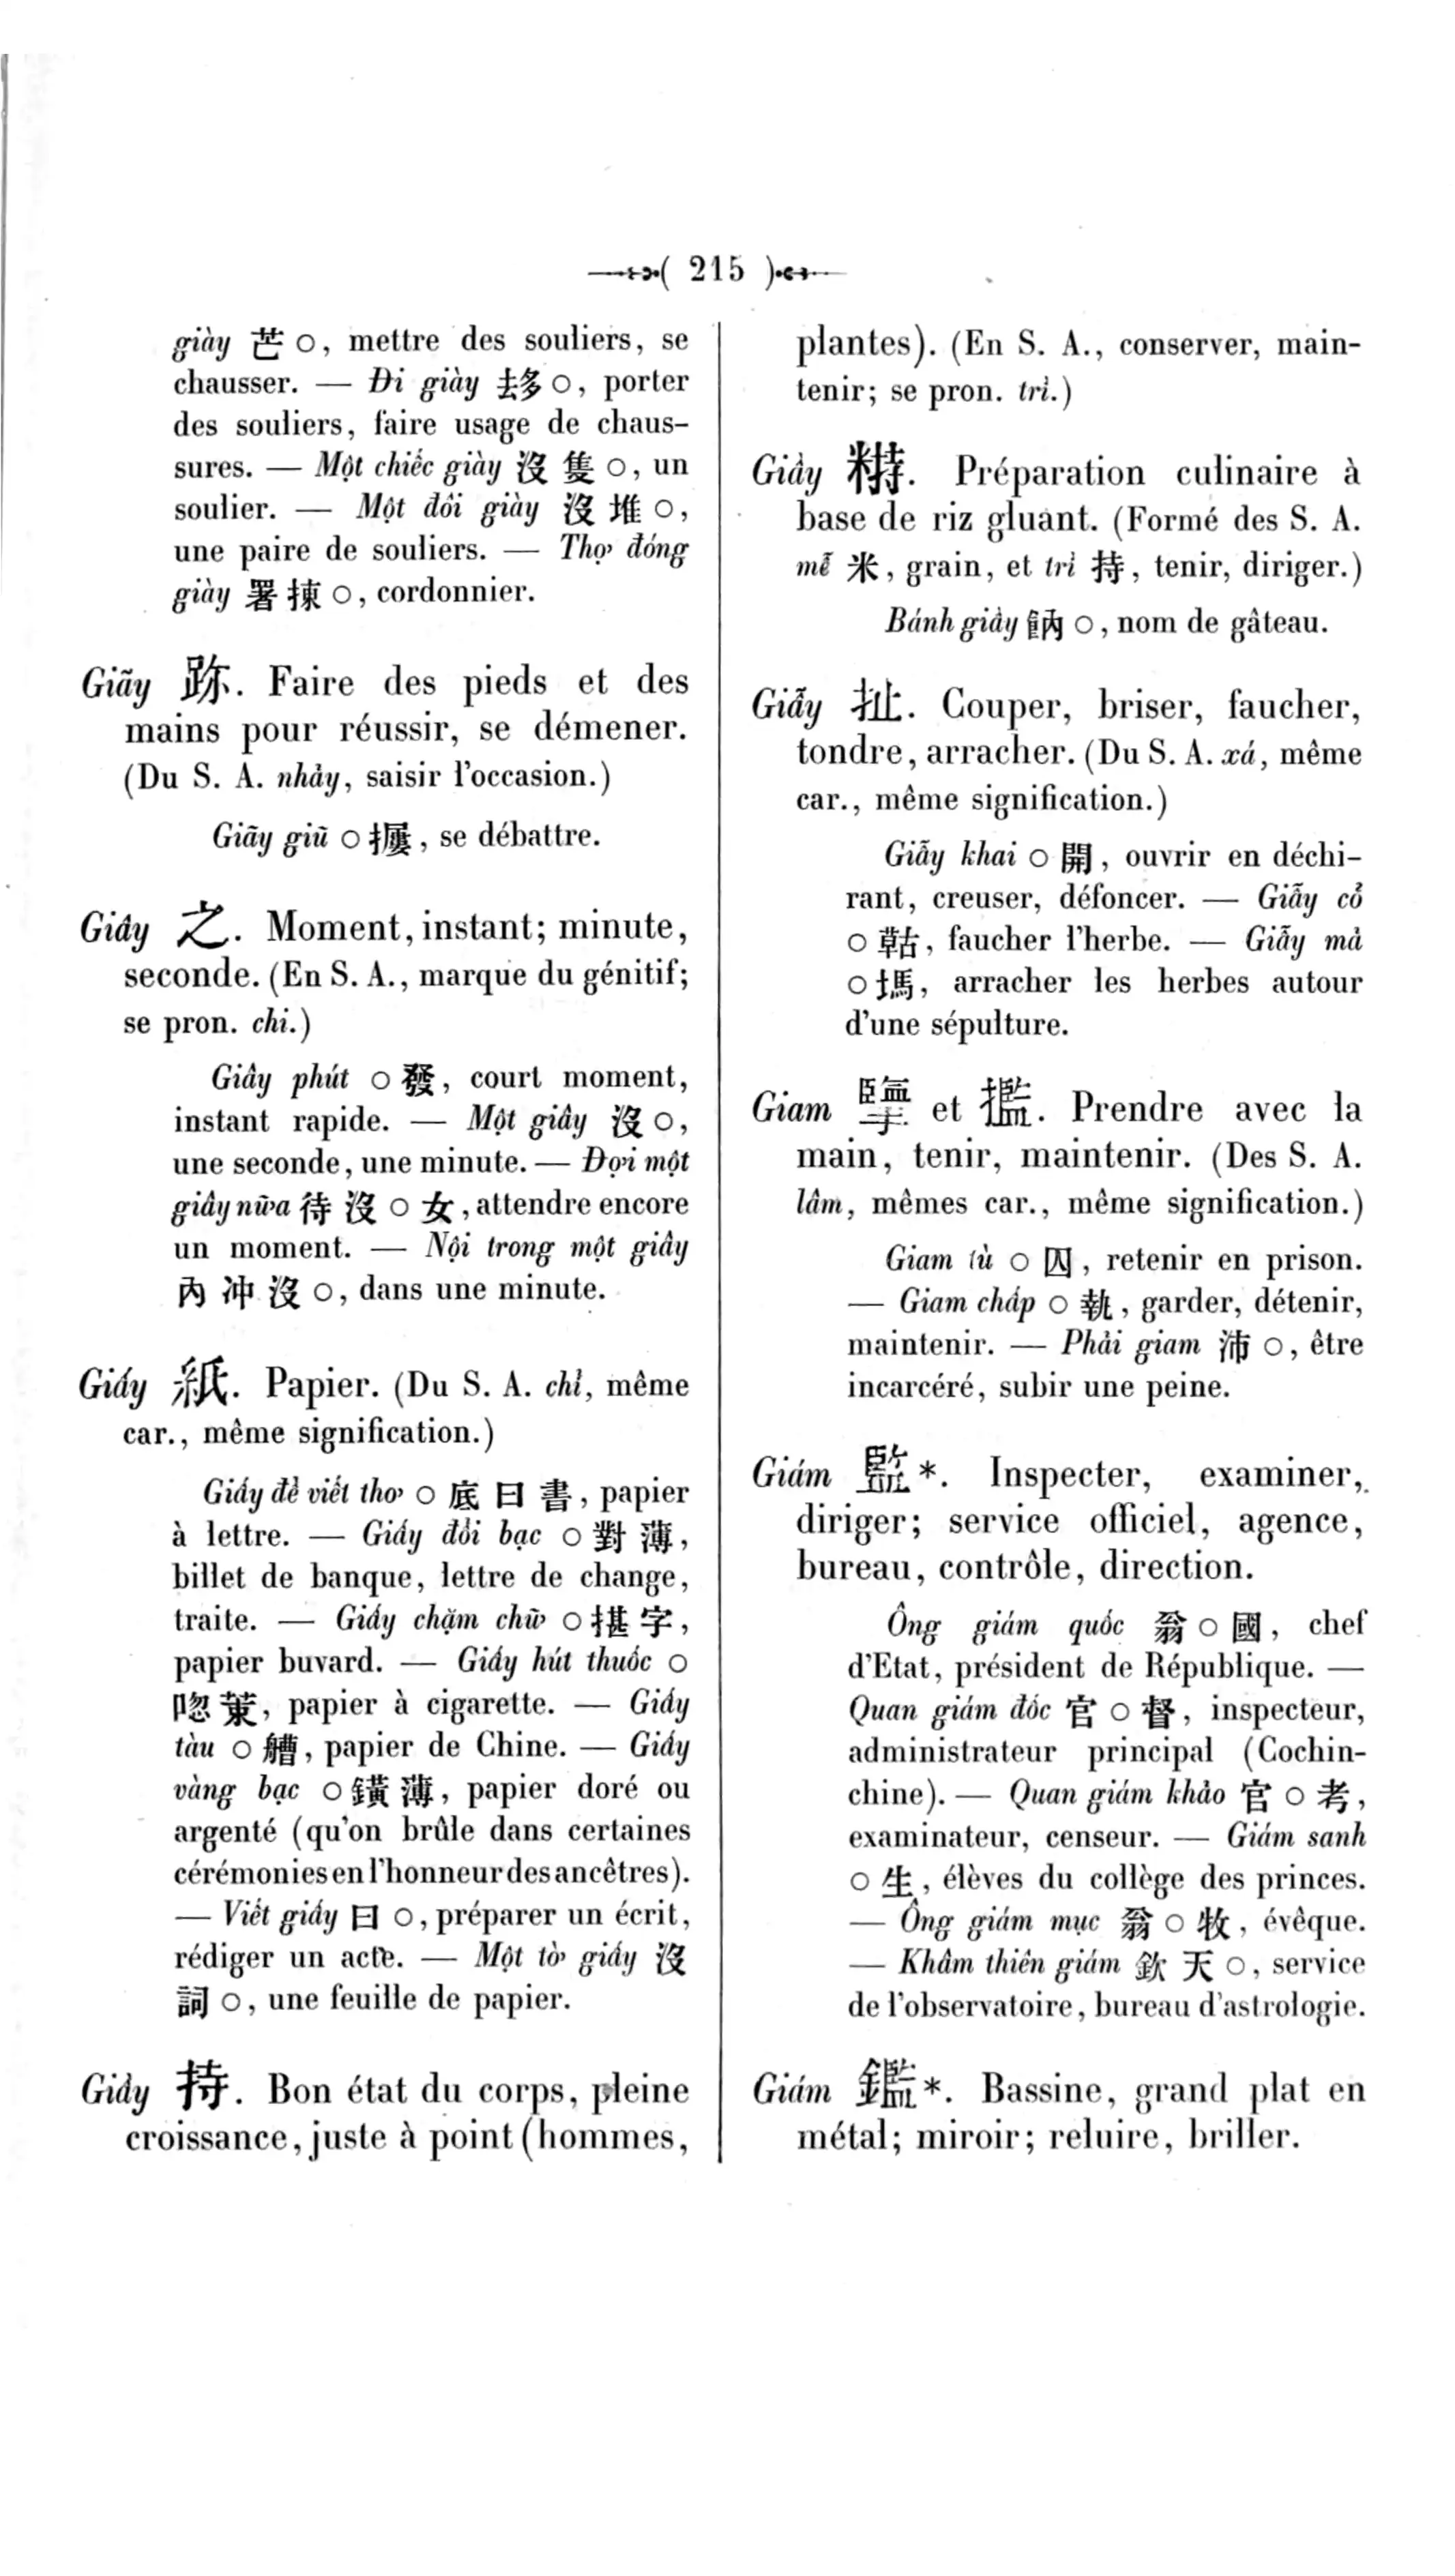 ( 215 )
giày 芒 ○, mettre des souliers, se
chausser. — Đi giày 𠫾 ○, porter
des souliers, faire usage de chaus-
sures. — Một chiếc giày 沒 隻 ○, un
soulier. — Một đôi giày 沒 堆 ○,
une paire de souliers. — Thợ đóng
giày 署 揀 ○, cordonnier.
Giãy 跡. Faire des pieds et des
mains pour réussir, se démener.
(Du S. A. nhảy, saisir l'occasion.)
Giãy giũ ○, se débattre.
Giây 之. Moment, instant; minute,
seconde. (En S. A., marque du génitif;
se pron. chi.)
Giây phút ○ 發, court moment,
instant rapide. — Một giây 沒 ○,
une seconde, une minute. — Đợi một
giây nữa 待 沒 ○ 女, attendre encore
un moment. — Nội trong một giây
內 冲 沒 ○, dans une minute.
Giấy 紙. Papier. (Du S. A. chỉ, même
car., même signification.)
Giấy để viết thơ ○ 底 曰 書, papier
à lettre. — Giấy đổi bạc ○ 對 薄,
billet de banque, lettre de change,
traite. — Giấy chặm chữ ○ 揕 字,
papier buvard. — Giấy hút thuốc ○
唿 葉, papier à cigarette. — Giấy
tàu ○ 艚, papier de Chine. — Giấy
vàng bạc ○ 鐄 薄, papier doré ou
argenté (qu'on brûle dans certaines
cérémonies en l'honneur des ancêtres).
— Viết giấy 曰 ○, préparer un écrit,
rédiger un acte. — Một tờ giấy 沒
詞 ○, une feuille de papier.
Giầy 持. Bon état du corps, pleine
croissance, juste à point (hommes,
plantes). (En S. A., conserver, main-
tenir; se pron. trì.)
Giầy. Préparation culinaire à
base de riz gluant. (Formé des S. A.
mễ 米, grain, et trì 持, tenir, diriger.)
Bánh giầy ○, nom de gâteau.
Giẫy 扯. Couper, briser, faucher,
tondre, arracher. (Du S. A. xá, même
car., même signification.)
Giẫy khai ○ 開, ouvrir en déchi-
rant, creuser, défoncer. — Giẫy cỏ
○ 𦹵, faucher l'herbe. — Giẫy mả
○ 塳, arracher les herbes autour
d'une sépulture.
Giam 擥 et 㩜. Prendre avec la
main, tenir, maintenir. (Des S. A.
lãm, mêmes car., même signification.)
Giam tù ○ 囚, retenir en prison.
— Giam chấp ○ 執, garder, détenir,
maintenir. — Phải giam 沛 ○, être
incarcéré, subir une peine.
Giám 監*. Inspecter, examiner,
diriger; service officiel, agence,
bureau, contrôle, direction.
Ông giám quốc 翁 ○ 國, chef
d'Etat, président de République. —
Quan giám đốc 官 ○ 督, inspecteur,
administrateur principal (Cochin-
chine). — Quan giám khảo 官 ○ 考,
examinateur, censeur. — Giám sanh
○ 生, élèves du collège des princes.
— Ông giám mục 翁 ○ 牧, évêque.
— Khâm thiên giám 欽 天 ○, service
de l'observatoire, bureau d'astrologie.
Giám 鑑*. Bassine, grand plat en
métal; miroir; reluire, briller.